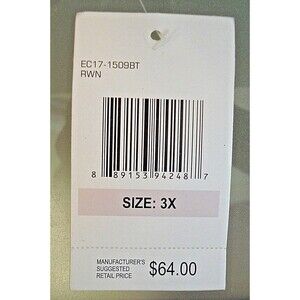 EC17-1509BT
RWN
8 89153 94248 7
SIZE: 3X
MANUFACTURER'S
SUGGESTED
RETAIL PRICE
$64.00